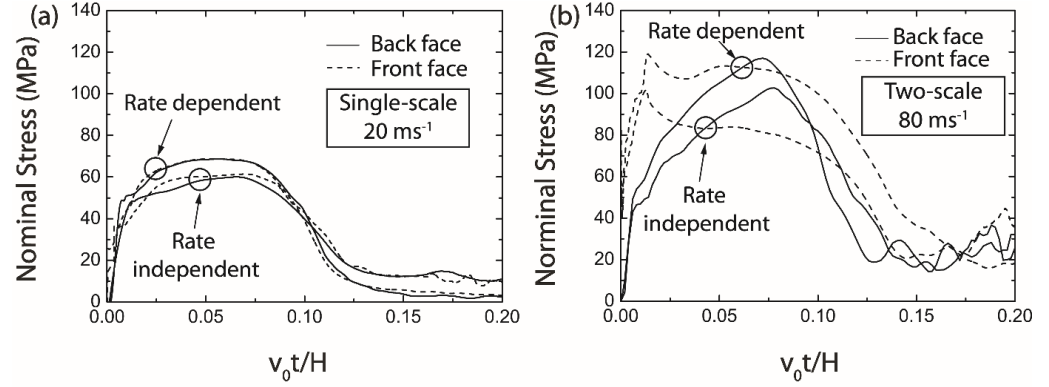 (a)
Nominal Stress (MPa)
140
120
100
80
60
40
20
0
0.00
0.05
0.10
0.15
0.20
v0t/H
Back face
Front face
Single-scale
20 ms-1
Rate dependent
Rate
independent
(b)
Norminal Stress (MPa)
140
120
100
80
60
40
20
0
0.00
0.05
0.10
0.15
0.20
v0t/H
Rate dependent
Back face
Front face
Two-scale
80 ms-1
Rate
independent